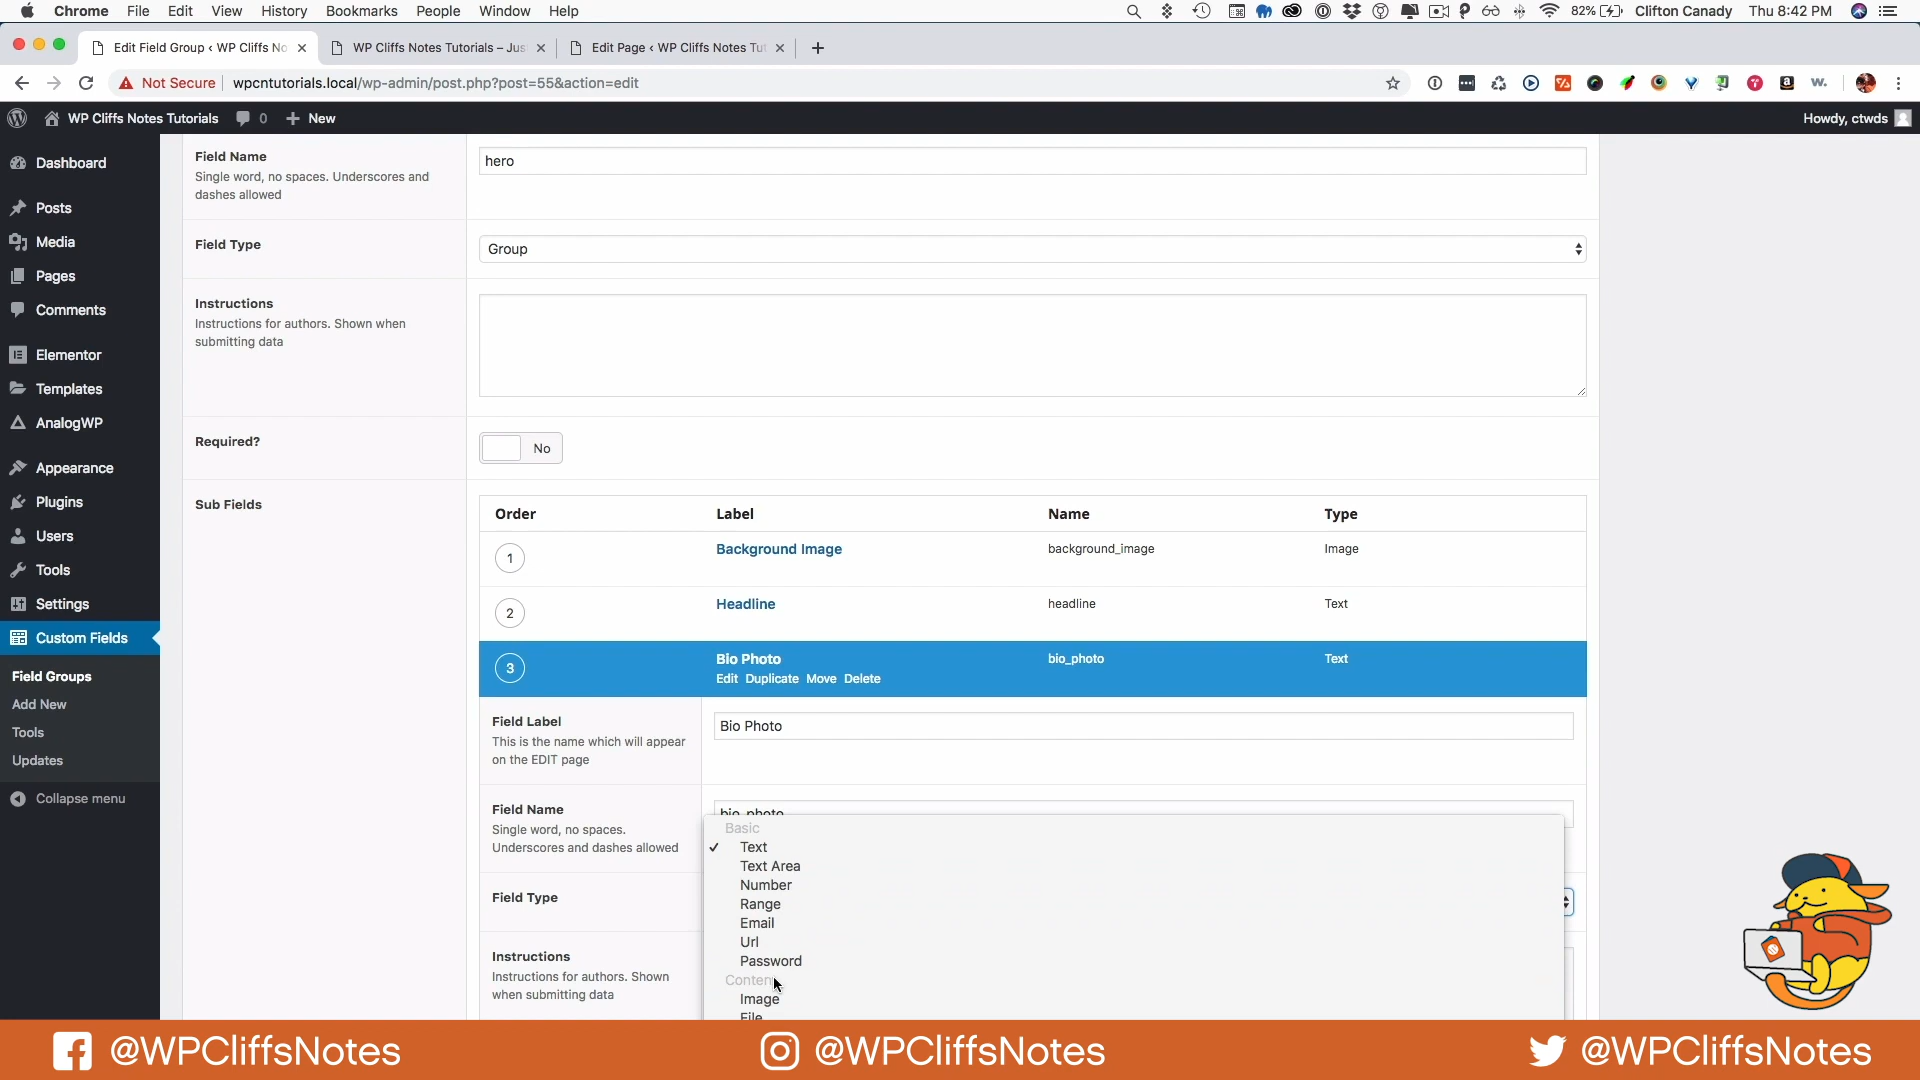 Chrome File Edit View History Bookmarks People Window Help 82% Clifton Canady Thu 8:42 PM
Edit Field Group ‹ WP Cliffs No WP Cliffs Notes Tutorials – Jus Edit Page ‹ WP Cliffs Notes Tut
Not Secure wpcntutorials.local/wp-admin/post.php?post=55&action=edit
WP Cliffs Notes Tutorials 0 New Howdy, ctwds
Dashboard
Posts
Media
Pages
Comments
Elementor
Templates
AnalogWP
Appearance
Plugins
Users
Tools
Settings
Custom Fields
Field Groups
Add New
Tools
Updates
Collapse menu
Field Name
Single word, no spaces. Underscores and
dashes allowed
hero
Field Type
Group
Instructions
Instructions for authors. Shown when
submitting data
Required?
No
Sub Fields
Order Label Name Type
1 Background Image background_image Image
2 Headline headline Text
3 Bio Photo bio_photo Text
Edit Duplicate Move Delete
Field Label
This is the name which will appear
on the EDIT page
Bio Photo
Field Name
Single word, no spaces.
Underscores and dashes allowed
bio_photo
Field Type
Basic
✓ Text
Text Area
Number
Range
Email
Url
Password
Content
Image
File
Instructions
Instructions for authors. Shown
when submitting data
@WPCliffsNotes @WPCliffsNotes @WPCliffsNotes